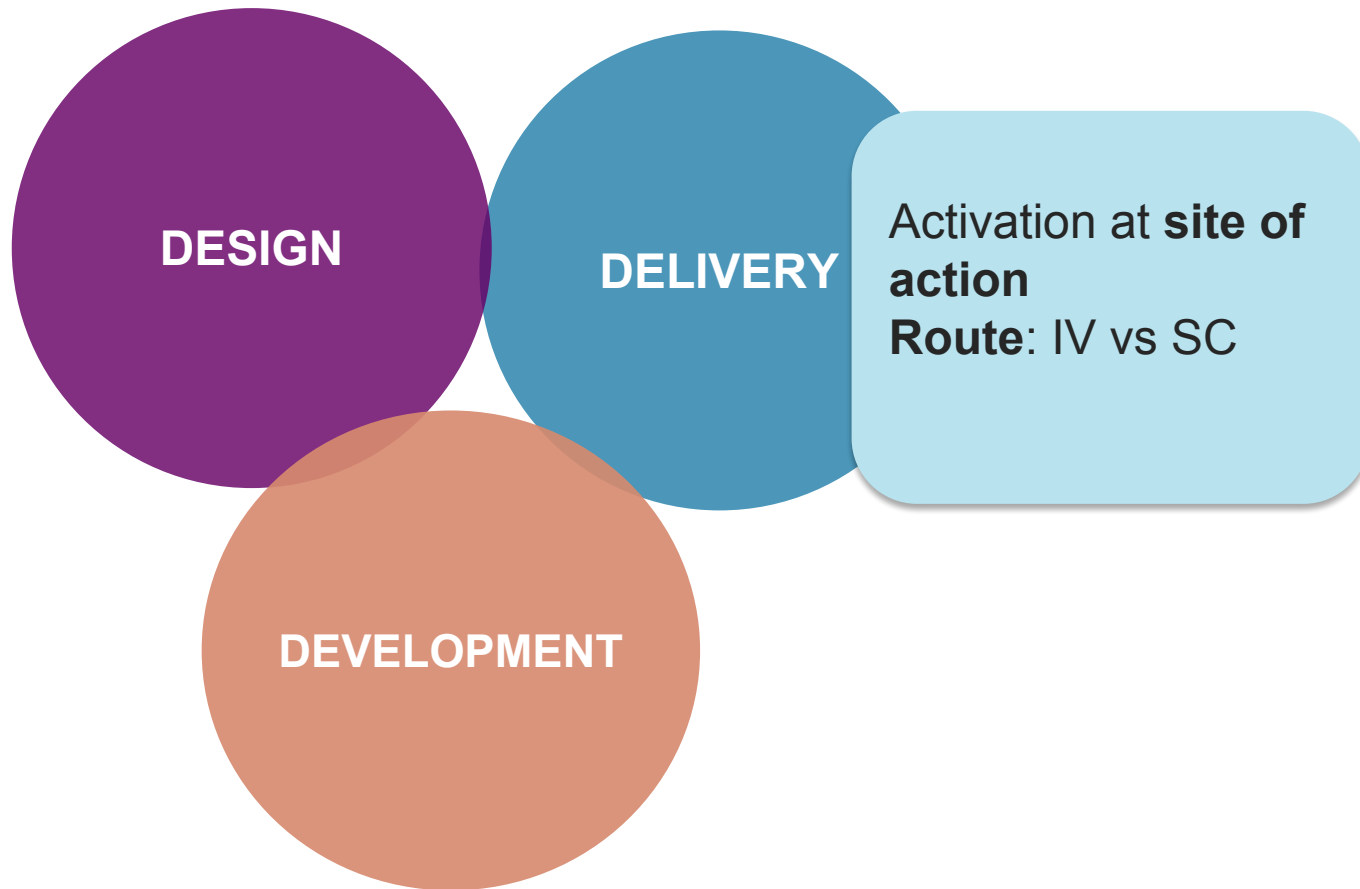 DESIGN
DELIVERY
Activation at site of
action
Route: IV vs SC
DEVELOPMENT